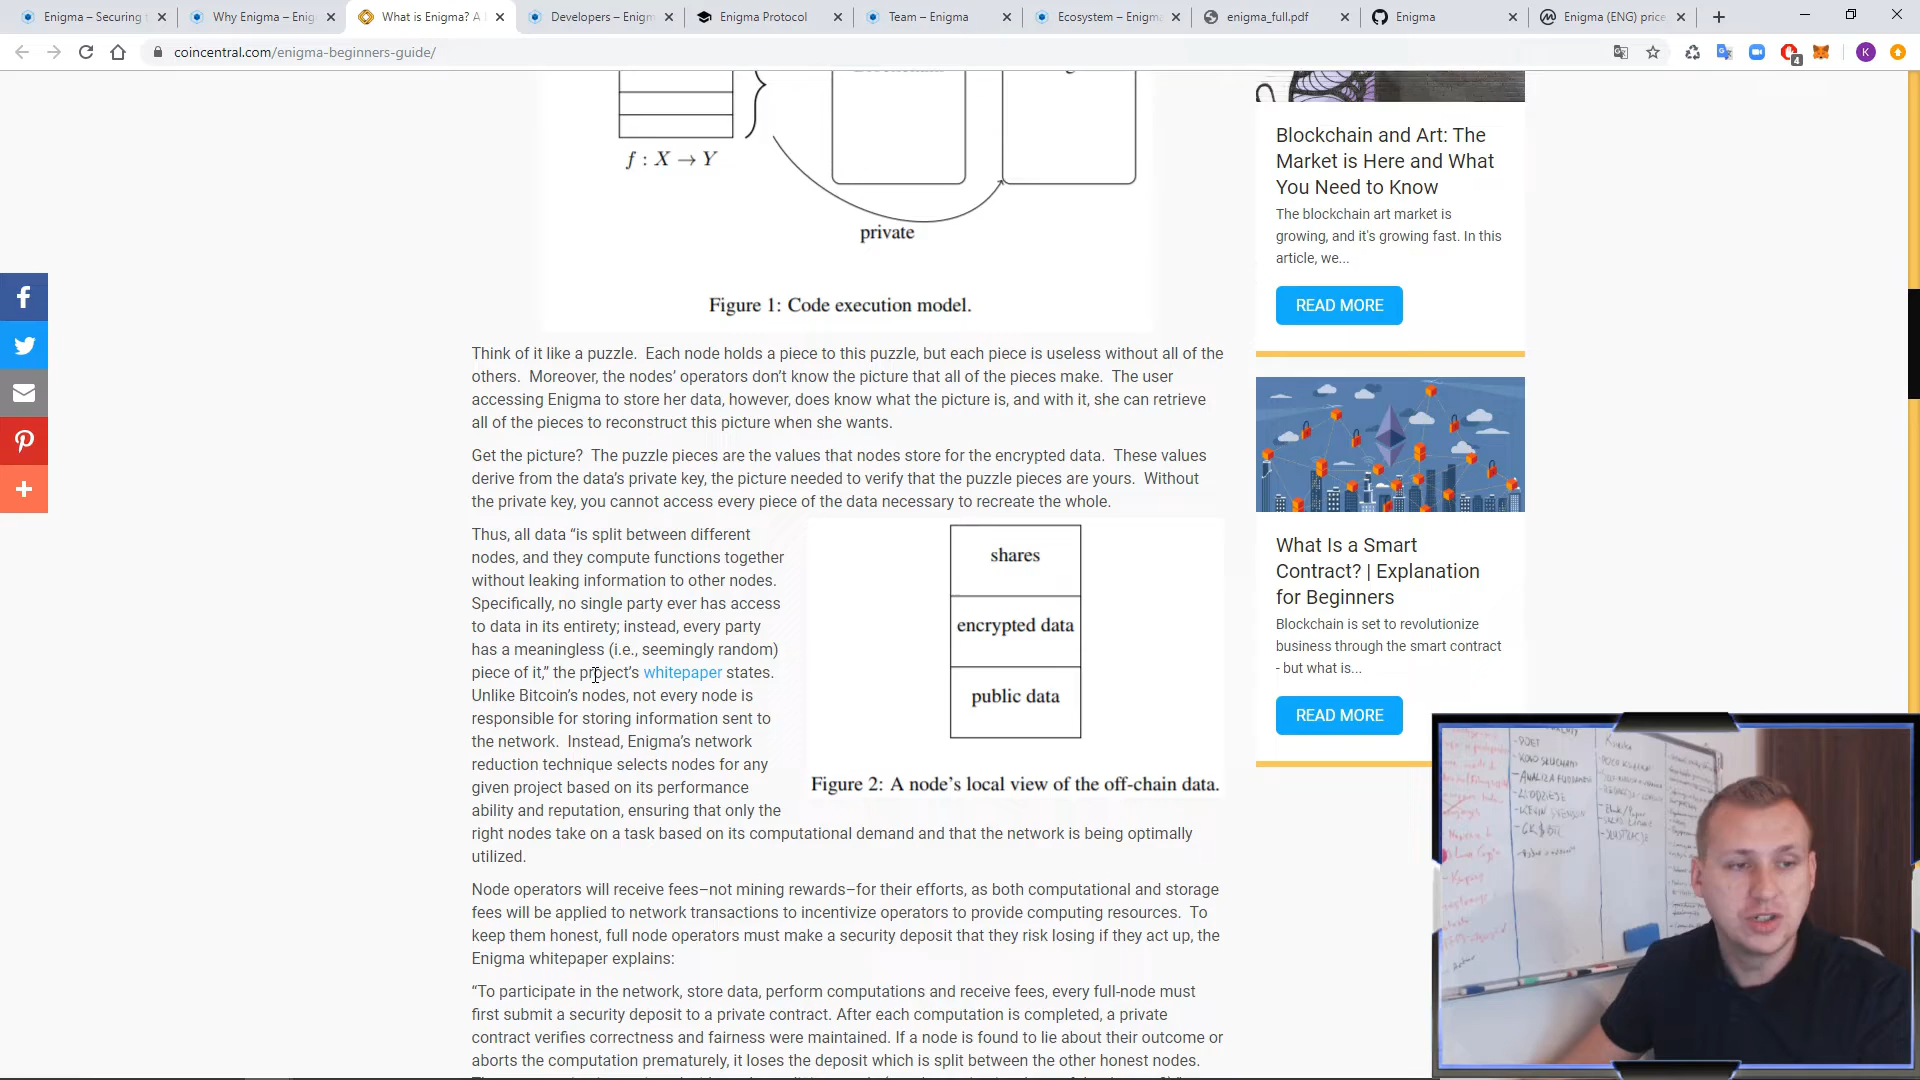 Enigma – Securing
Why Enigma – Enig
What is Enigma? A
Developers – Enigm
Enigma Protocol
Team – Enigma
Ecosystem – Enigma
enigma_full.pdf
Enigma
Enigma (ENG) price
coincentral.com/enigma-beginners-guide/
4
K
f : X → Y
private
Figure 1: Code execution model.
Think of it like a puzzle. Each node holds a piece to this puzzle, but each piece is useless without all of the
others. Moreover, the nodes’ operators don’t know the picture that all of the pieces make. The user
accessing Enigma to store her data, however, does know what the picture is, and with it, she can retrieve
all of the pieces to reconstruct this picture when she wants.
Get the picture? The puzzle pieces are the values that nodes store for the encrypted data. These values
derive from the data’s private key, the picture needed to verify that the puzzle pieces are yours. Without
the private key, you cannot access every piece of the data necessary to recreate the whole.
Thus, all data “is split between different
nodes, and they compute functions together
without leaking information to other nodes.
Specifically, no single party ever has access
to data in its entirety; instead, every party
has a meaningless (i.e., seemingly random)
piece of it,” the project’s whitepaper states.
Unlike Bitcoin’s nodes, not every node is
responsible for storing information sent to
the network. Instead, Enigma’s network
reduction technique selects nodes for any
given project based on its performance
ability and reputation, ensuring that only the
right nodes take on a task based on its computational demand and that the network is being optimally
utilized.
shares
encrypted data
public data
Figure 2: A node’s local view of the off-chain data.
Node operators will receive fees–not mining rewards–for their efforts, as both computational and storage
fees will be applied to network transactions to incentivize operators to provide computing resources. To
keep them honest, full node operators must make a security deposit that they risk losing if they act up, the
Enigma whitepaper explains:
“To participate in the network, store data, perform computations and receive fees, every full-node must
first submit a security deposit to a private contract. After each computation is completed, a private
contract verifies correctness and fairness were maintained. If a node is found to lie about their outcome or
aborts the computation prematurely, it loses the deposit which is split between the other honest nodes.
Blockchain and Art: The
Market is Here and What
You Need to Know
The blockchain art market is
growing, and it's growing fast. In this
article, we...
READ MORE
What Is a Smart
Contract? | Explanation
for Beginners
Blockchain is set to revolutionize
business through the smart contract
- but what is...
READ MORE